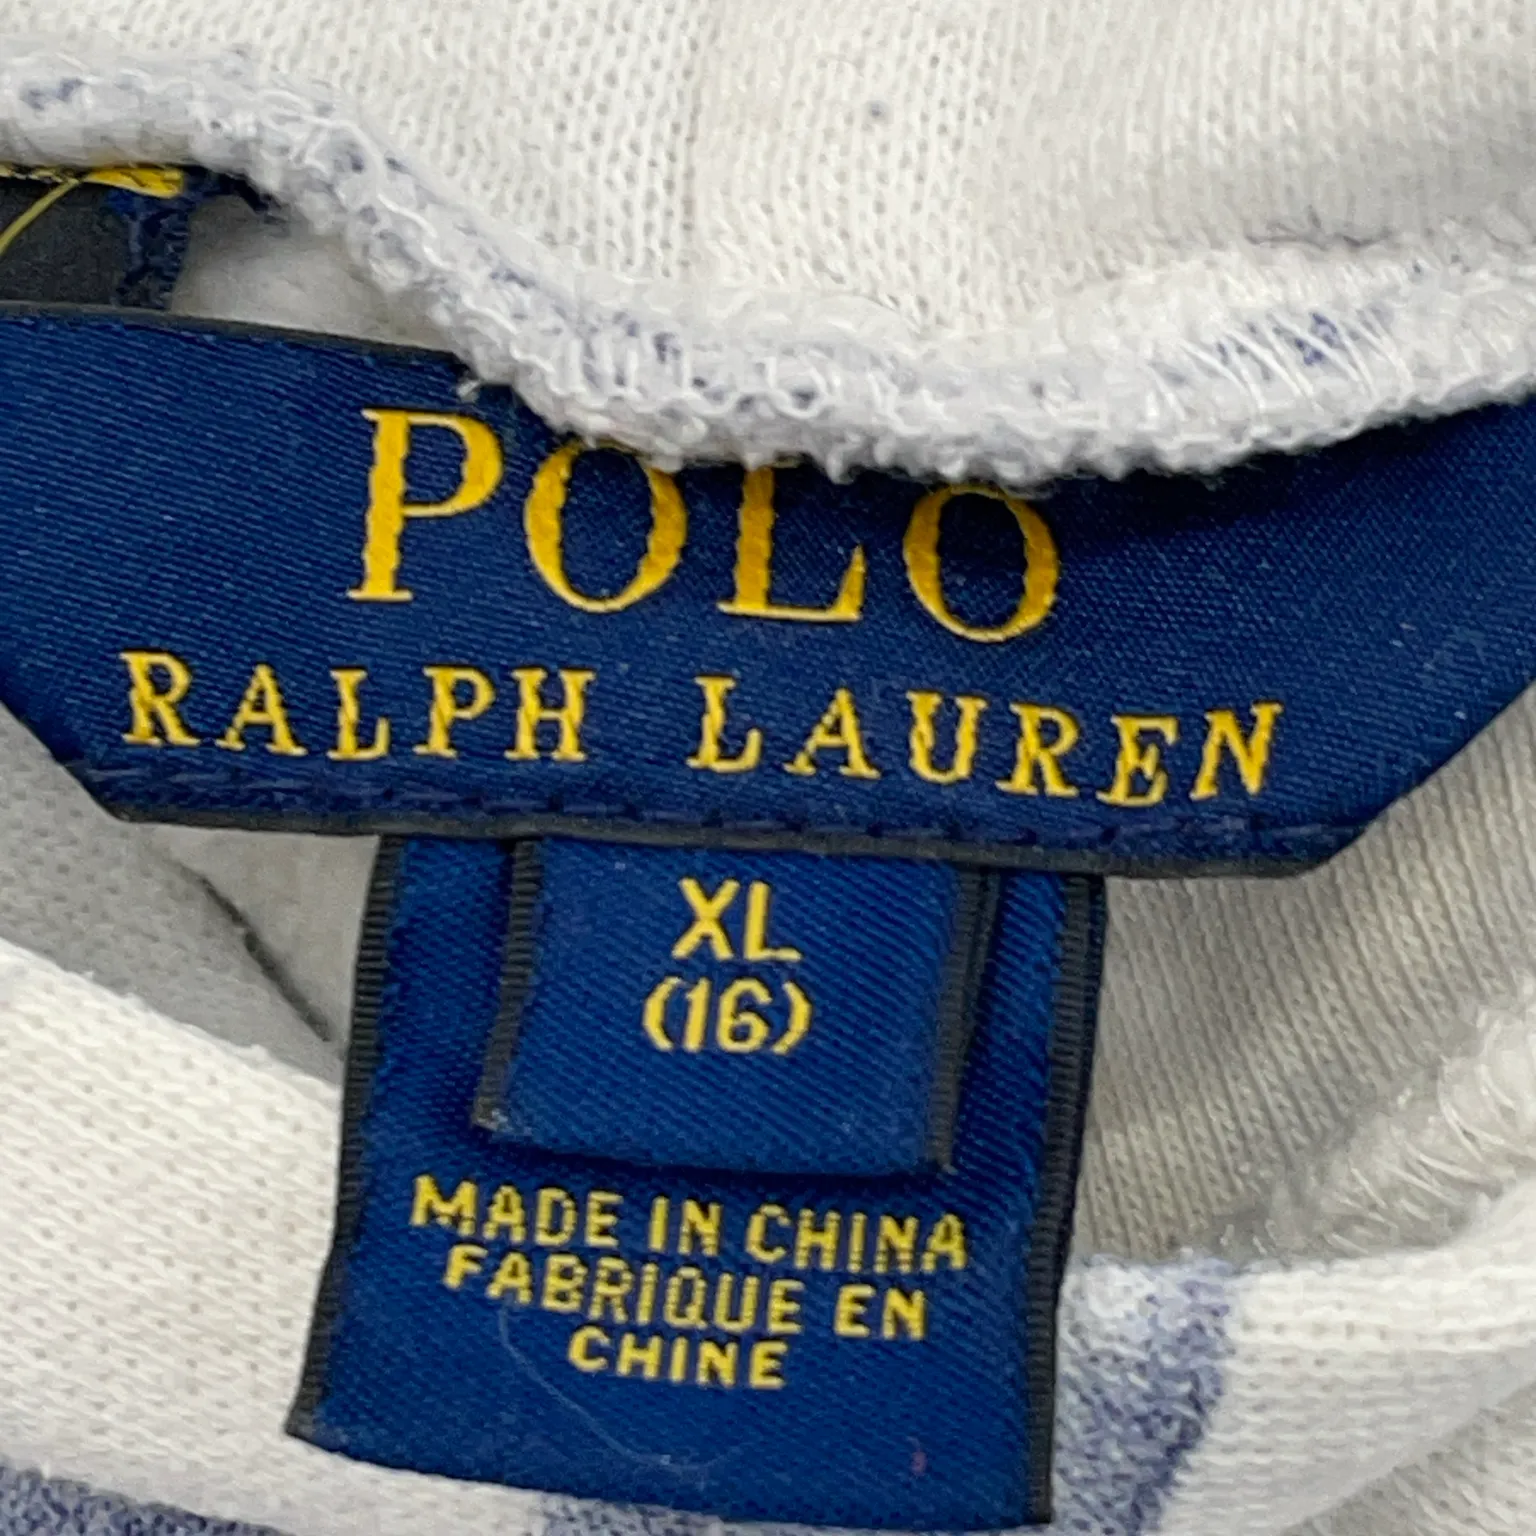 POLO
RALPH LAUREN
XL
(16)
MADE IN CHINA
FABRIQUE EN
CHINE